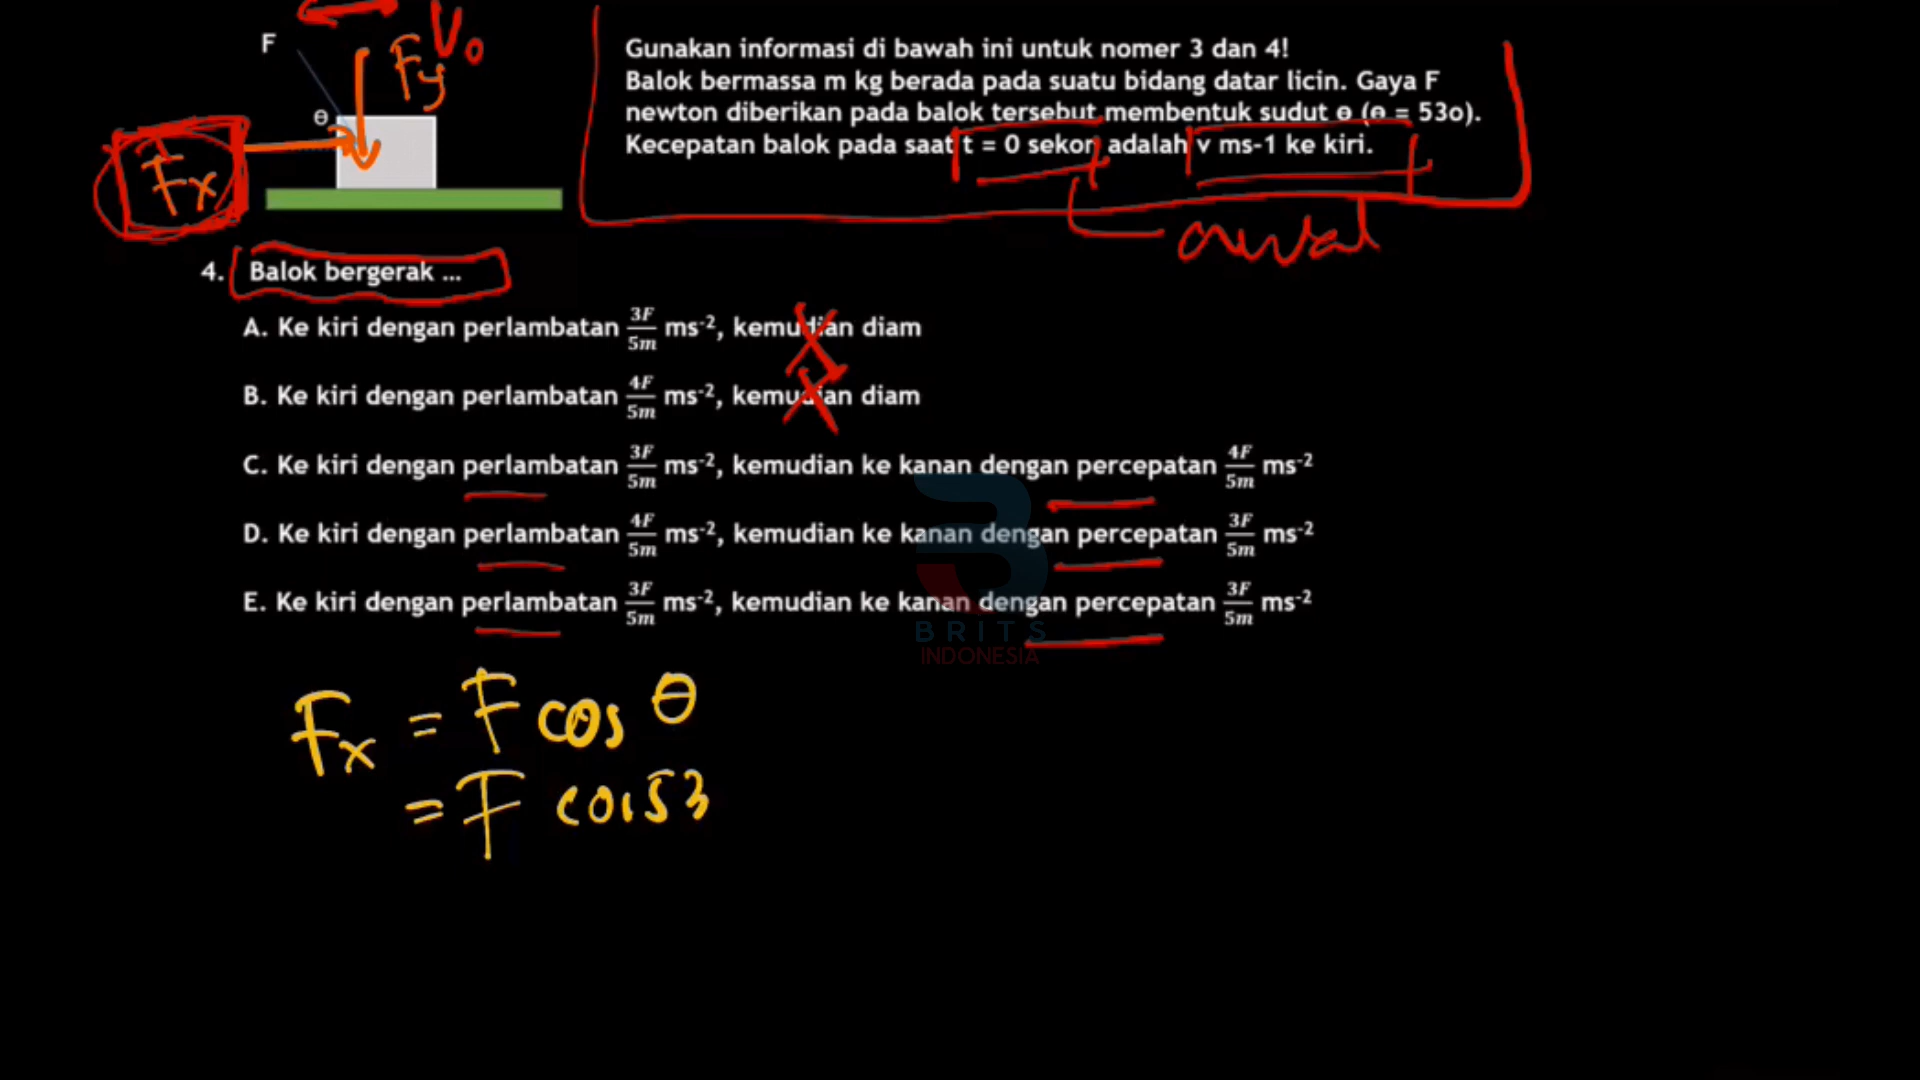 F
Fy
V₀
θ
Fx
Gunakan informasi di bawah ini untuk nomer 3 dan 4!
Balok bermassa m kg berada pada suatu bidang datar licin. Gaya F
newton diberikan pada balok tersebut membentuk sudut ɵ (ɵ = 53o).
Kecepatan balok pada saat t = 0 sekon adalah v ms-1 ke kiri.
awal
4. Balok bergerak ...
A. Ke kiri dengan perlambatan 3F/5m ms⁻², kemudian diam
B. Ke kiri dengan perlambatan 4F/5m ms⁻², kemudian diam
C. Ke kiri dengan perlambatan 3F/5m ms⁻², kemudian ke kanan dengan percepatan 4F/5m ms⁻²
D. Ke kiri dengan perlambatan 4F/5m ms⁻², kemudian ke kanan dengan percepatan 3F/5m ms⁻²
E. Ke kiri dengan perlambatan 3F/5m ms⁻², kemudian ke kanan dengan percepatan 3F/5m ms⁻²
BRITS
INDONESIA
Fx = F cos θ
= F cos 53